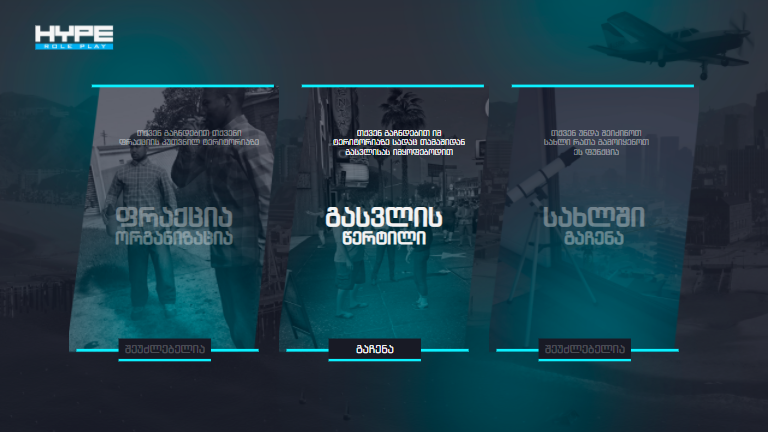 HYPE
ROLE PLAY
თქვენ გაჩნდებით თქვენი
ფრაქციის კუთვნილ ტერიტორიაზე
ფრაქცია
ორგანიზაცია
შეუძლებელია
თქვენ გაჩნდებით იმ
ტერიტორიაზე სადაც თამაშიდან
გასვლისას იმყოფებოდით
გასვლის
წერტილი
გაჩენა
თქვენ უნდა შეიძინოთ
სახლი რათა გამოიყენოთ
ეს ფუნქცია
სახლში
გაჩენა
შეუძლებელია